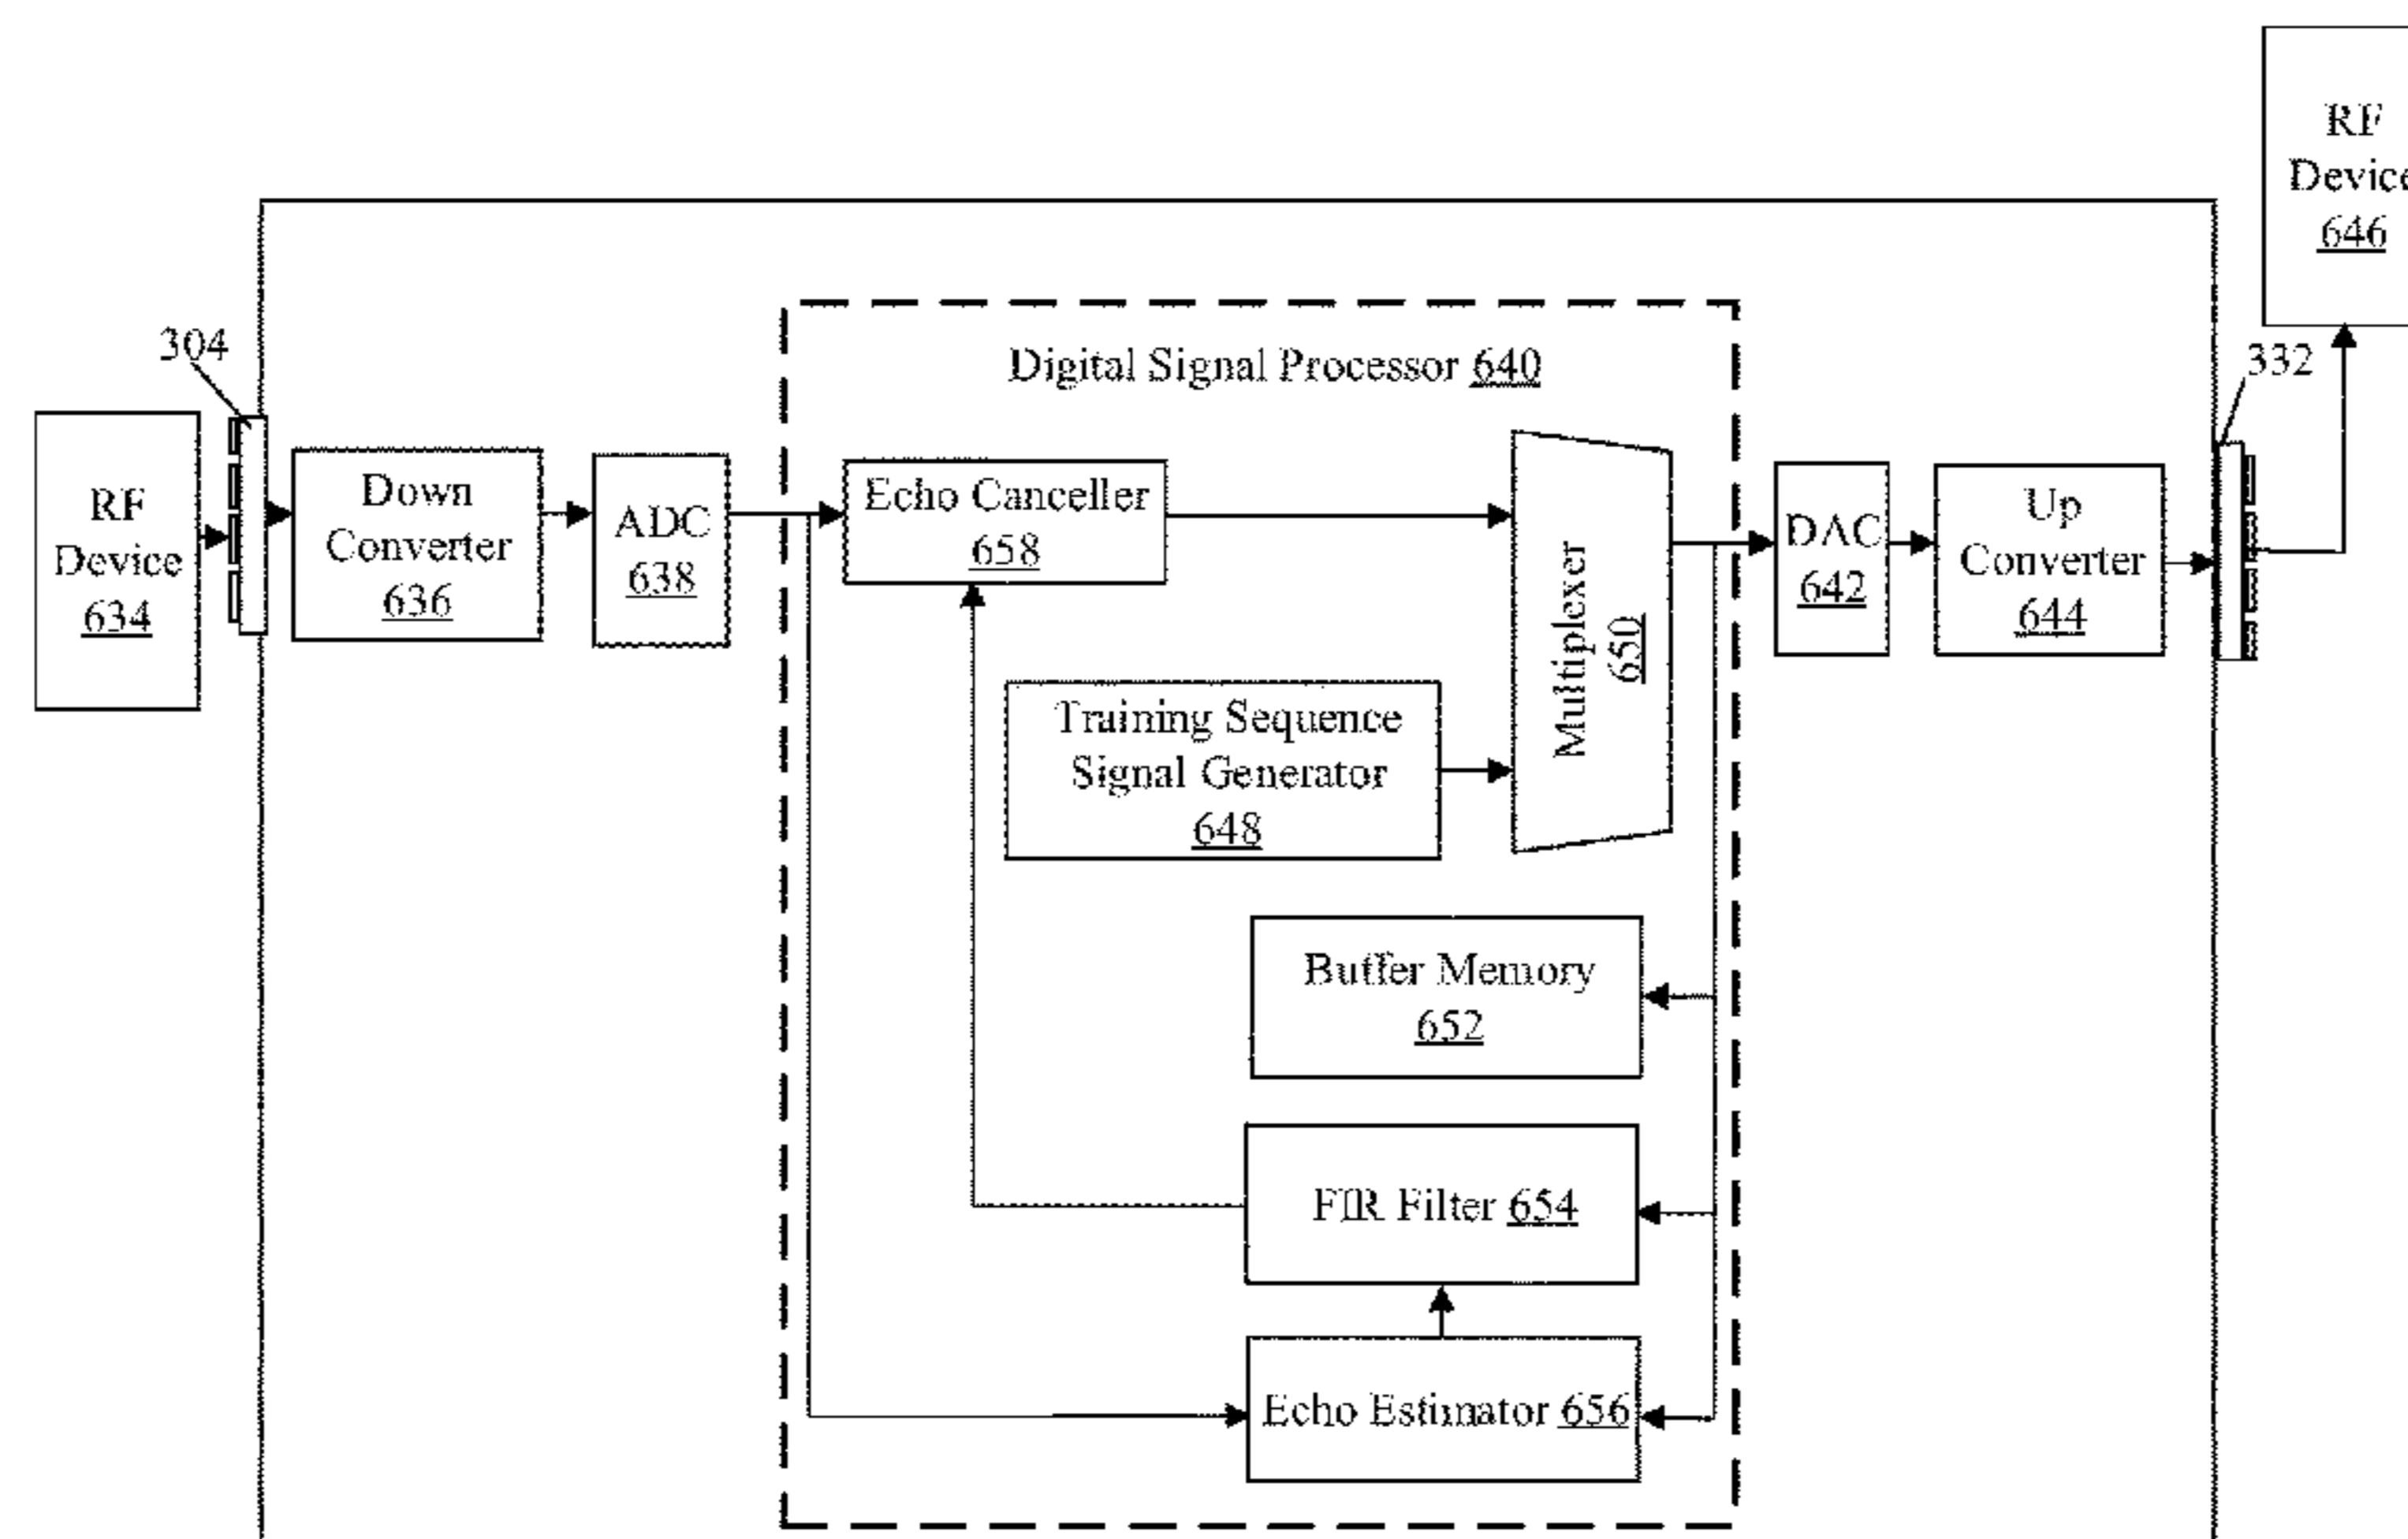 RF
Device
646
304
332
Digital Signal Processor 640
RF
Device
634
Down
Converter
636
ADC
638
Echo Canceller
658
Multiplexer
650
DAC
642
Up
Converter
644
Training Sequence
Signal Generator
648
Buffer Memory
652
FIR Filter 654
Echo Estimator 656